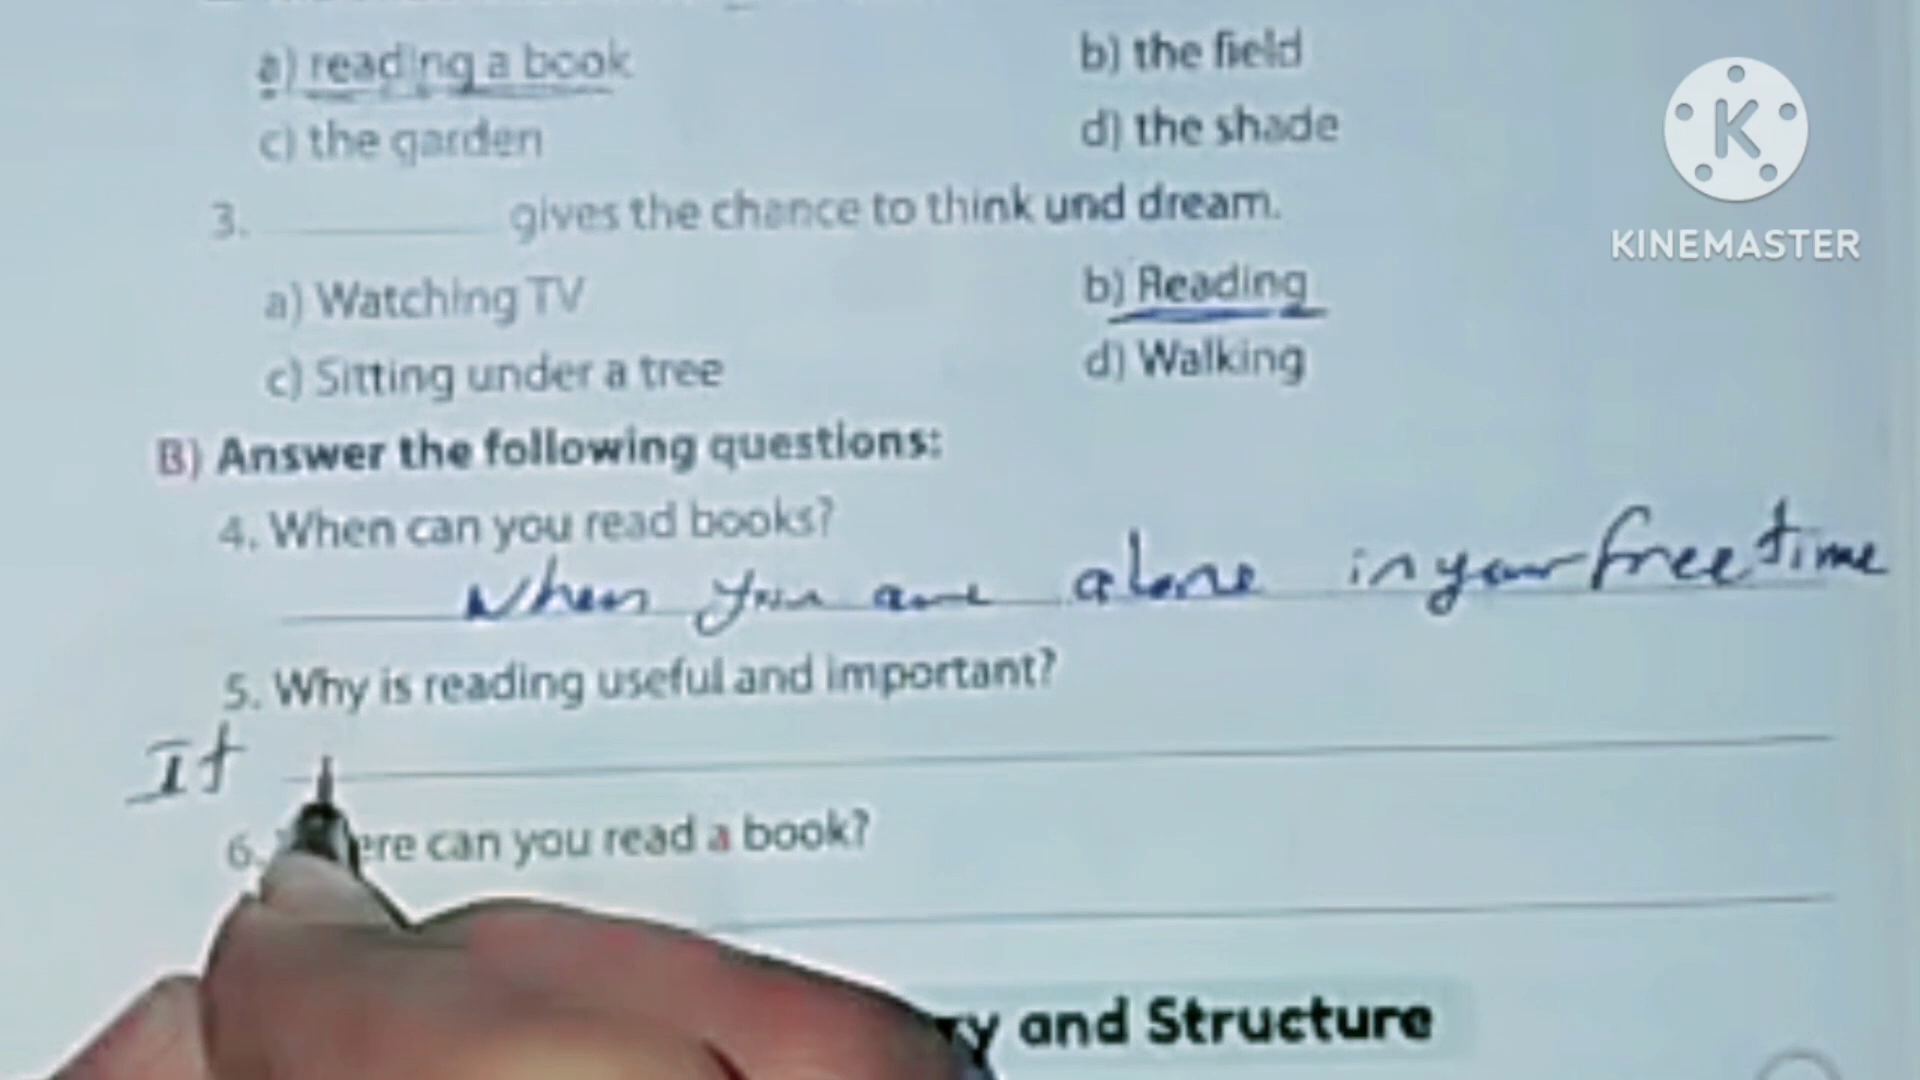 a) reading a book b) the field
c) the garden d) the shade
3. __________ gives the chance to think und dream.
a) Watching TV b) Reading
c) Sitting under a tree d) Walking
B) Answer the following questions:
4. When can you read books?
When you are alone in your free time
5. Why is reading useful and important?
It
6. ere can you read a book?
y and Structure
K
KINEMASTER